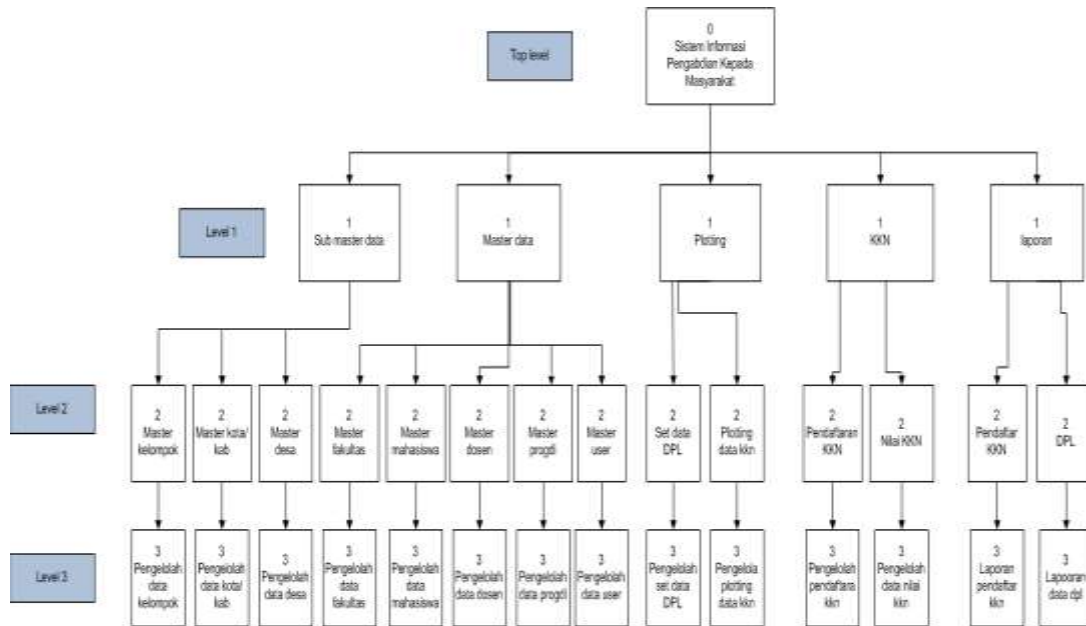 0
Sistem Informasi
Pengabdian Kepada
Masyarakat
Top level
Level 1
1
Sub master data
1
Master data
1
Ploting
1
KKN
1
laporan
Level 2
2
Master
kelompok
2
Master kota/
kab
2
Master
desa
2
Master
fakultas
2
Master
mahasiswa
2
Master
dosen
2
Master
progdi
2
Master
user
2
Set data
DPL
2
Plotting
data kkn
2
Pendaftaran
KKN
2
Nilai KKN
2
Pendaftar
KKN
2
DPL
Level 3
3
Pengelolah
data
kelompok
3
Pengelolah
data kota/
kab
3
Pengelolah
data desa
3
Pengelolah
data
fakultas
3
Pengelolah
data
mahasiswa
3
Pengelolah
data dosen
3
Pengelolah
data progdi
3
Pengelolah
data user
3
Pengelolah
set data
DPL
3
Pengelola
plotting
data kkn
3
Pengelolah
pendaftara
kkn
3
Pengelolah
data nilai
kkn
3
Laporan
pendaftar
kkn
3
Lapooran
data dpl